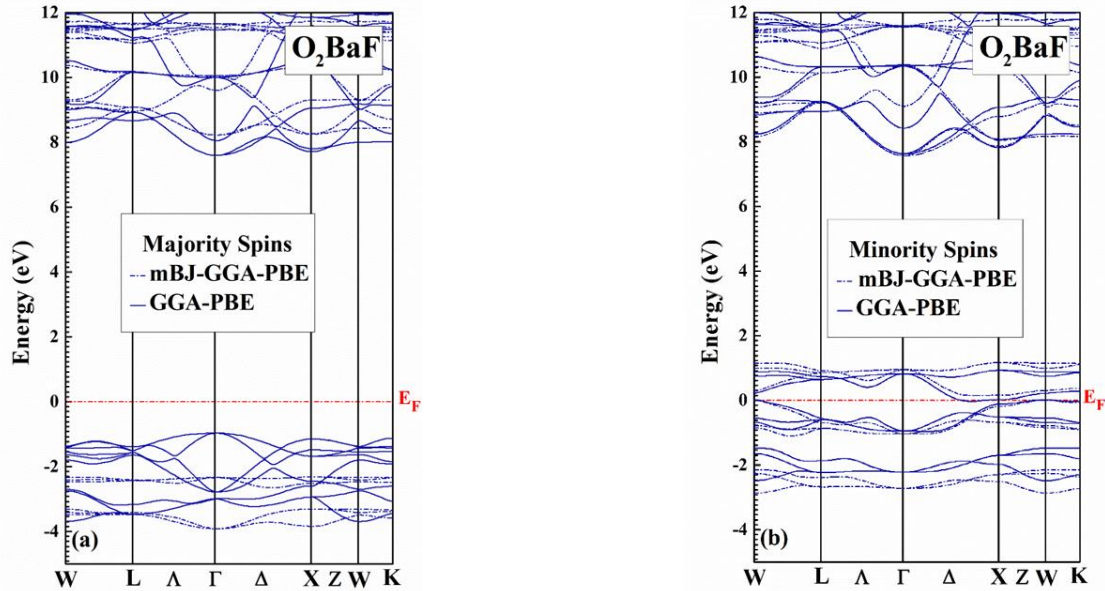 12
10
8
6
4
2
0
-2
-4
Energy (eV)
O₂BaF
Majority Spins
mBJ-GGA-PBE
GGA-PBE
E_F
(a)
W L Λ Γ Δ X Z W K
12
10
8
6
4
2
0
-2
-4
Energy (eV)
O₂BaF
Minority Spins
mBJ-GGA-PBE
GGA-PBE
E_F
(b)
W L Λ Γ Δ X Z W K